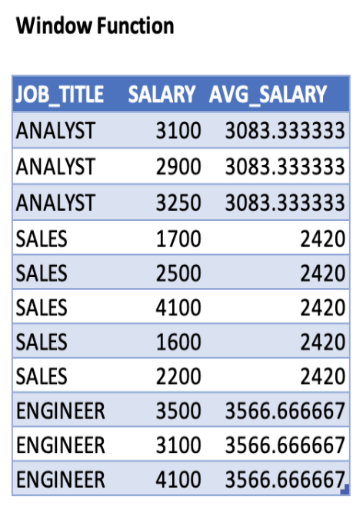 Window Function
JOB_TITLE SALARY AVG_SALARY
ANALYST 3100 3083.333333
ANALYST 2900 3083.333333
ANALYST 3250 3083.333333
SALES 1700 2420
SALES 2500 2420
SALES 4100 2420
SALES 1600 2420
SALES 2200 2420
ENGINEER 3500 3566.666667
ENGINEER 3100 3566.666667
ENGINEER 4100 3566.666667